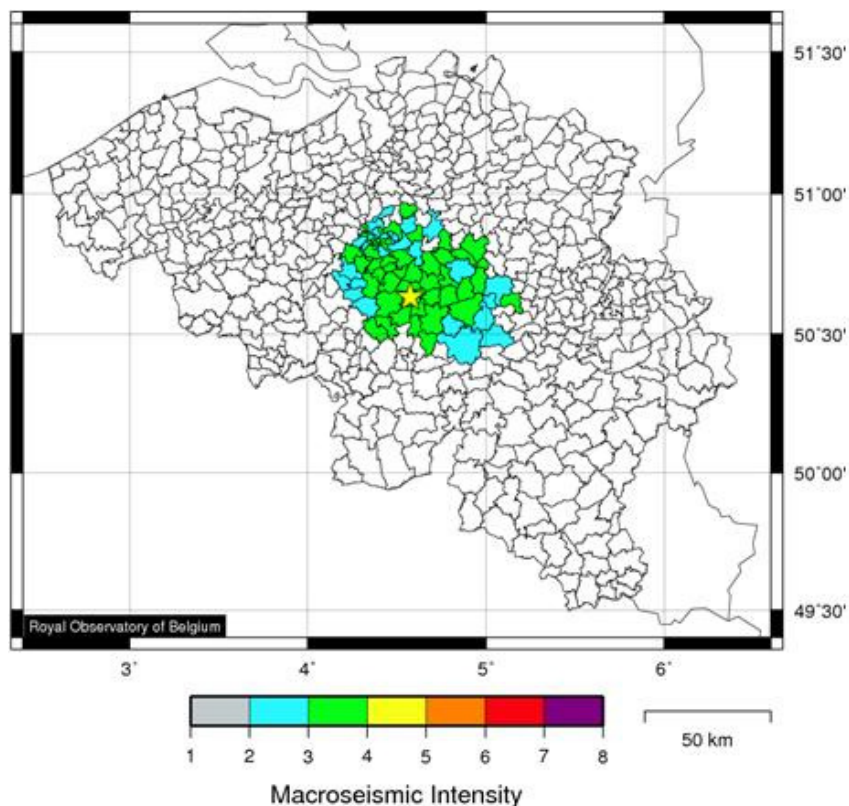 51°30'
51°00'
50°30'
50°00'
49°30'
Royal Observatory of Belgium
3° 4° 5° 6°
1 2 3 4 5 6 7 8
50 km
Macroseismic Intensity